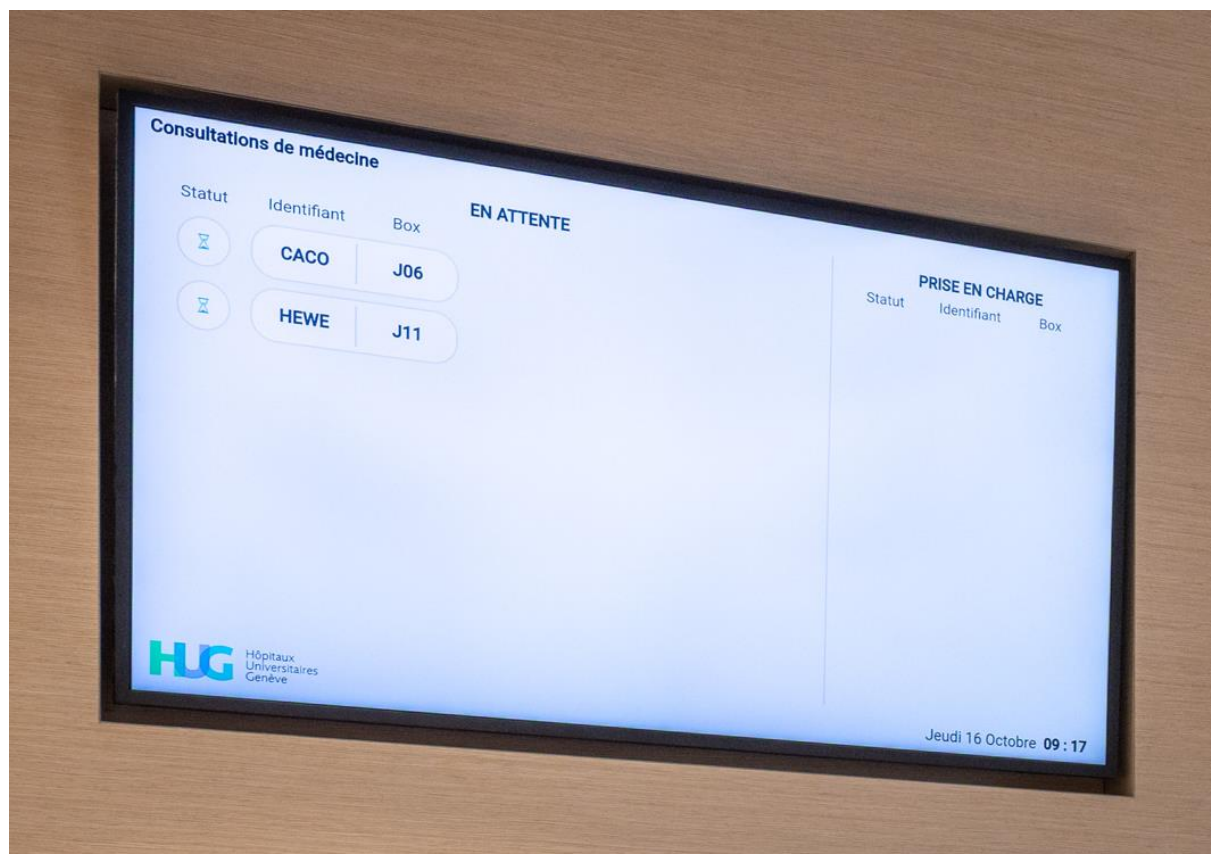 Consultations de médecine
EN ATTENTE
Statut Identifiant Box
CACO J06
HEWE J11
PRISE EN CHARGE
Statut Identifiant Box
HUG
Hôpitaux
Universitaires
Genève
Jeudi 16 Octobre 09 : 17